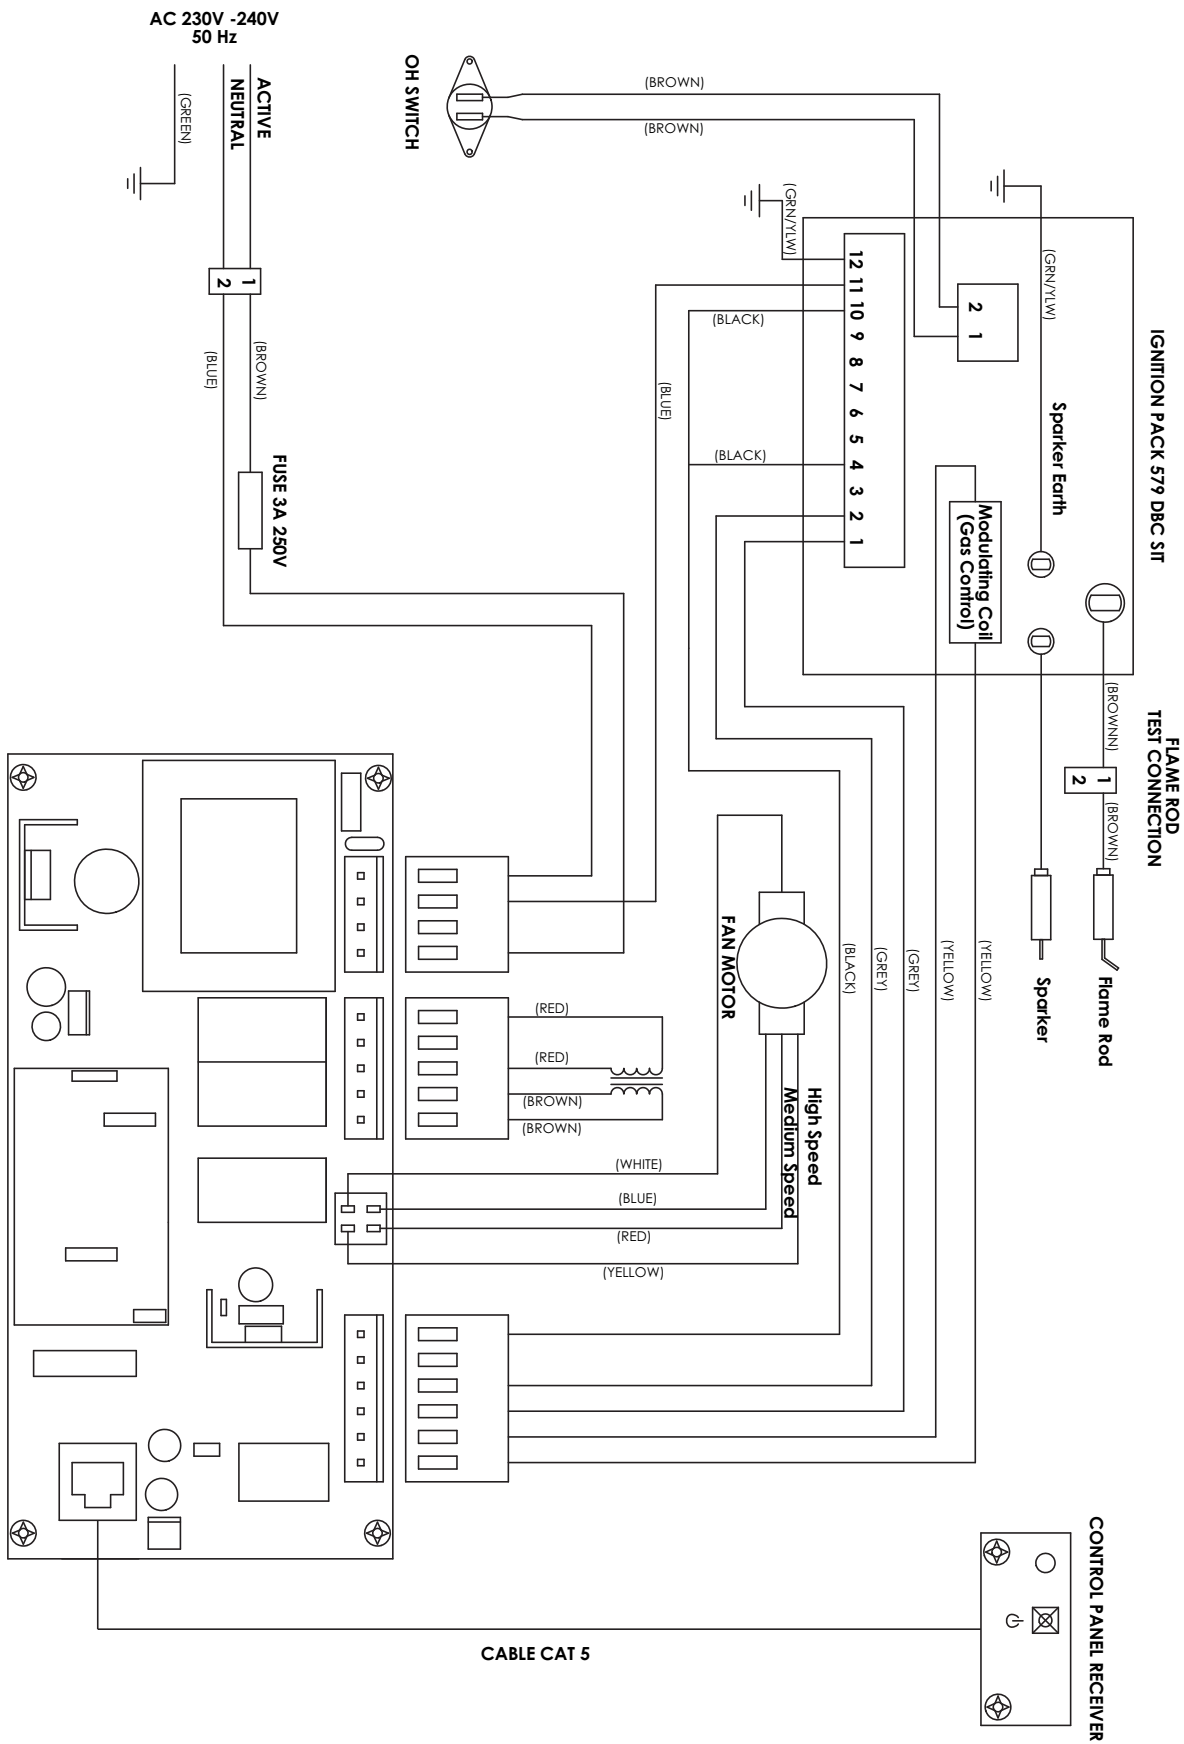 AC 230V -240V
50 Hz
ACTIVE
NEUTRAL
(GREEN)
1
2
(BROWN)
(BLUE)
FUSE 3A 250V
OH SWITCH
(BROWN)
(BROWN)
(GRN/YLW)
(GRN/YLW)
IGNITION PACK 579 DBC SIT
2
1
12
11
10
9
8
7
6
5
4
3
2
1
(BLACK)
(BLUE)
(BLACK)
Sparker Earth
Modulating Coil
(Gas Control)
FLAME ROD
TEST CONNECTION
(BROWNN)
1
2
(BROWN)
Flame Rod
Sparker
FAN MOTOR
(BLACK)
(GREY)
(GREY)
(YELLOW)
(YELLOW)
High Speed
Medium Speed
(RED)
(RED)
(BROWN)
(BROWN)
(WHITE)
(BLUE)
(RED)
(YELLOW)
CONTROL PANEL RECEIVER
CABLE CAT 5